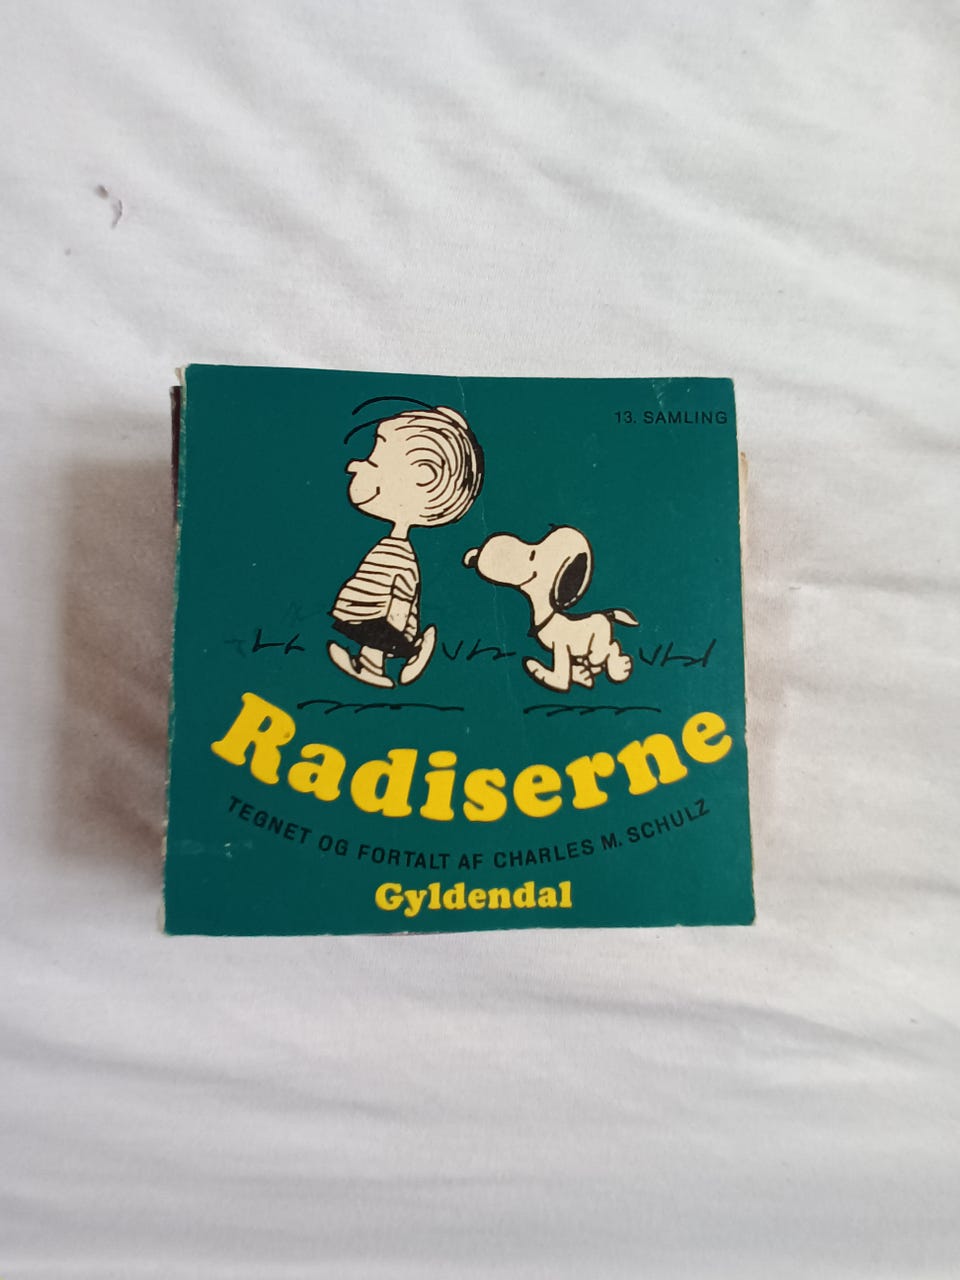 13. SAMLING
Radiserne
TEGNET OG FORTALT AF CHARLES M. SCHULZ
Gyldendal